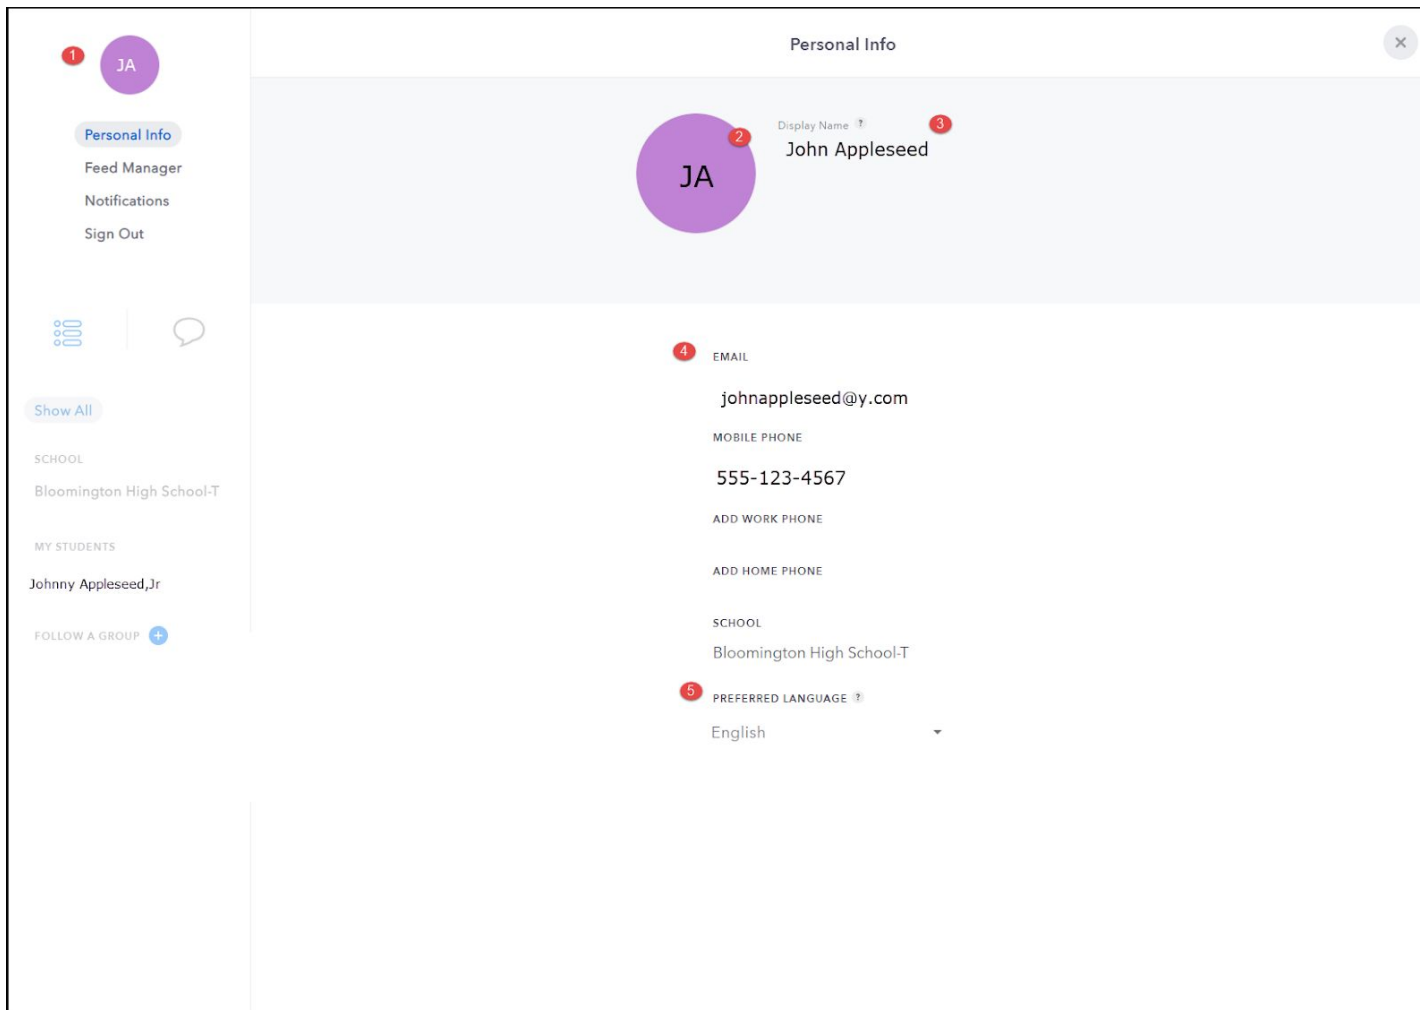 1
JA
Personal Info
Feed Manager
Notifications
Sign Out
Show All
SCHOOL
Bloomington High School-T
MY STUDENTS
Johnny Appleseed,Jr
FOLLOW A GROUP +
Personal Info
×
JA
2
Display Name ?
3
John Appleseed
4
EMAIL
johnappleseed@y.com
MOBILE PHONE
555-123-4567
ADD WORK PHONE
ADD HOME PHONE
SCHOOL
Bloomington High School-T
5
PREFERRED LANGUAGE ?
English